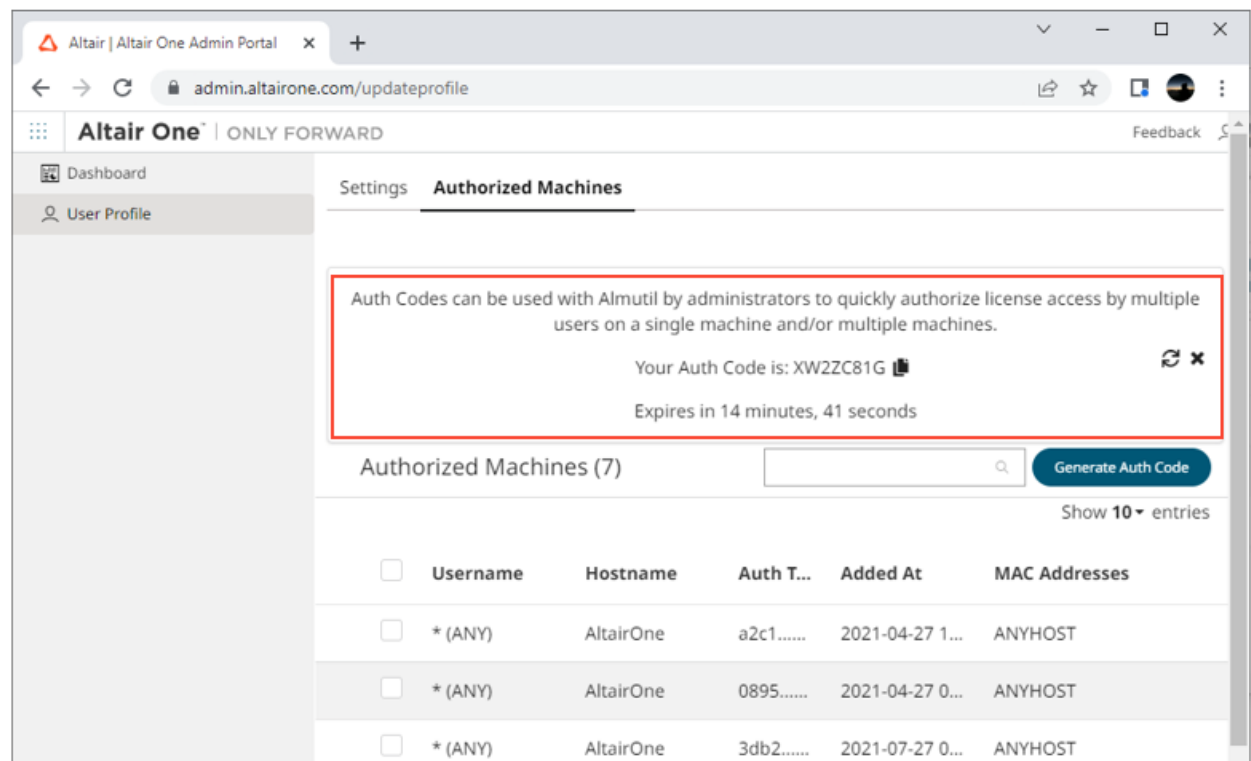 Altair | Altair One Admin Portal
admin.altairone.com/updateprofile
Altair One™ | ONLY FORWARD
Feedback
Dashboard
User Profile
Settings Authorized Machines
Auth Codes can be used with Almutil by administrators to quickly authorize license access by multiple
users on a single machine and/or multiple machines.
Your Auth Code is: XW2ZC81G
Expires in 14 minutes, 41 seconds
Authorized Machines (7)
Generate Auth Code
Show 10 entries
Username Hostname Auth T... Added At MAC Addresses
* (ANY) AltairOne a2c1...... 2021-04-27 1... ANYHOST
* (ANY) AltairOne 0895...... 2021-04-27 0... ANYHOST
* (ANY) AltairOne 3db2...... 2021-07-27 0... ANYHOST